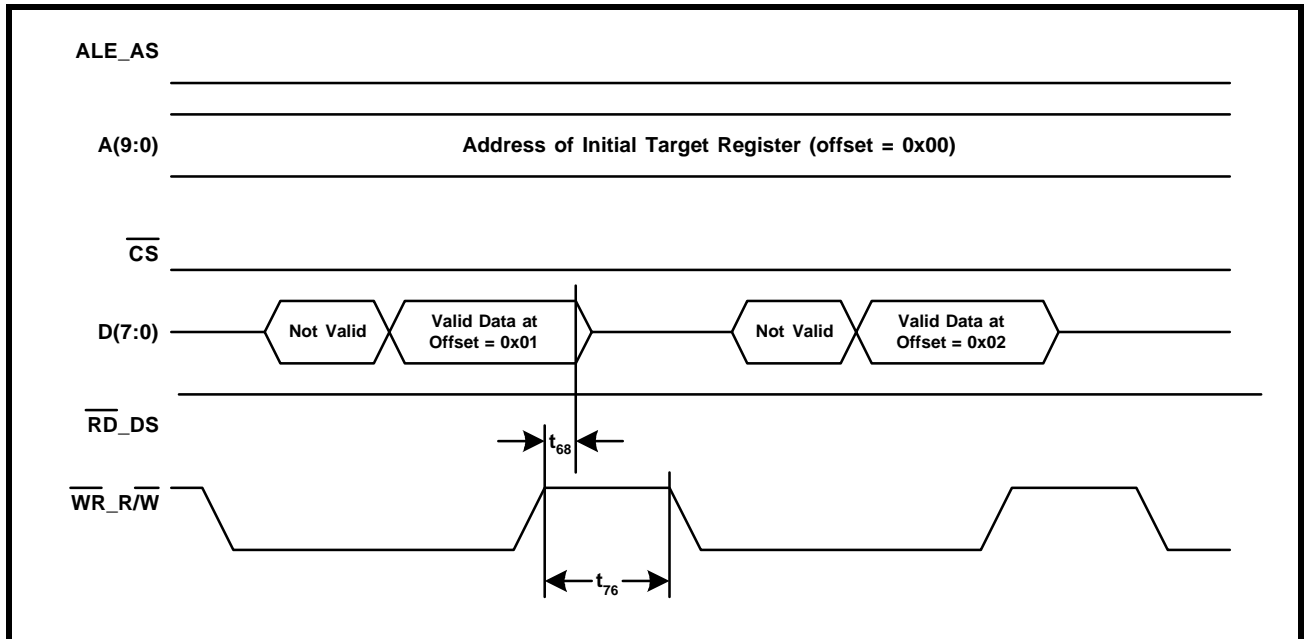 ALE_AS
A(9:0)
Address of Initial Target Register (offset = 0x00)
CS
D(7:0)
Not Valid
Valid Data at
Offset = 0x01
Not Valid
Valid Data at
Offset = 0x02
RD_DS
t68
WR_R/W
t76